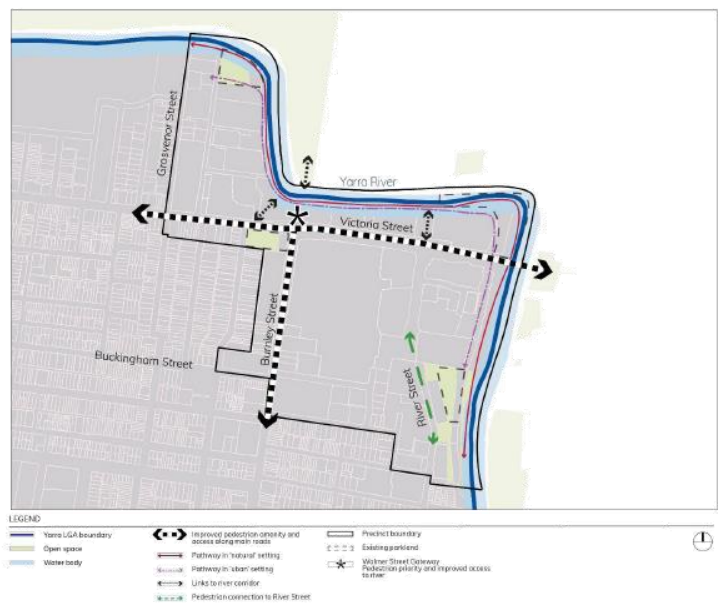 Grosvenor Street
Yarra River
Victoria Street
Burnley Street
Buckingham Street
River Street
LEGEND
Yarra LGA boundary
Open space
Water body
Improved pedestrian amenity and
access along main roads
Pathway in 'natural' setting
Pathway in 'uban' setting
Links to river corridor
Pedestrian connection to River Street
Precinct boundary
Existing parkland
Walmer Street Gateway
Pedestrian priority and improved access
to river